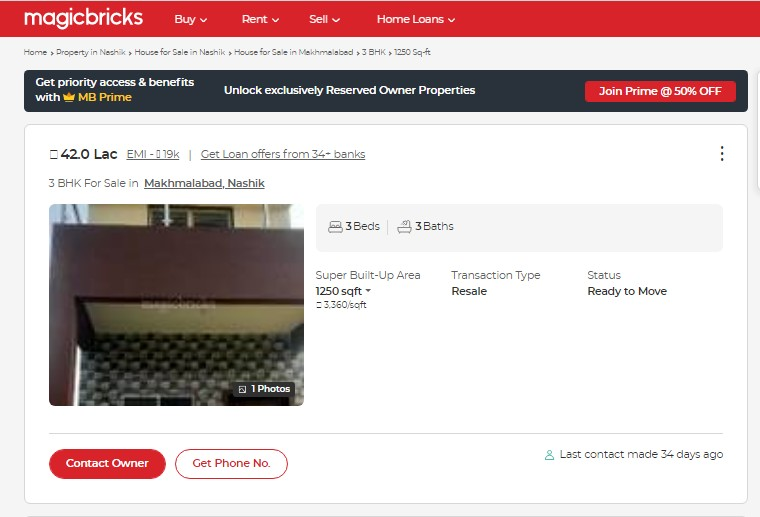 magicbricks
Buy Rent Sell Home Loans
Home > Property in Nashik > House for Sale in Nashik > House for Sale in Makhmalabad > 3 BHK > 1250 Sq-ft
Get priority access & benefits
with MB Prime
Unlock exclusively Reserved Owner Properties
Join Prime @ 50% OFF
42.0 Lac EMI - 19k | Get Loan offers from 34+ banks
3 BHK For Sale in Makhmalabad, Nashik
3 Beds 3 Baths
Super Built-Up Area Transaction Type Status
1250 sqft Resale Ready to Move
3,360/sqft
magicbricks
1 Photos
Contact Owner Get Phone No. Last contact made 34 days ago